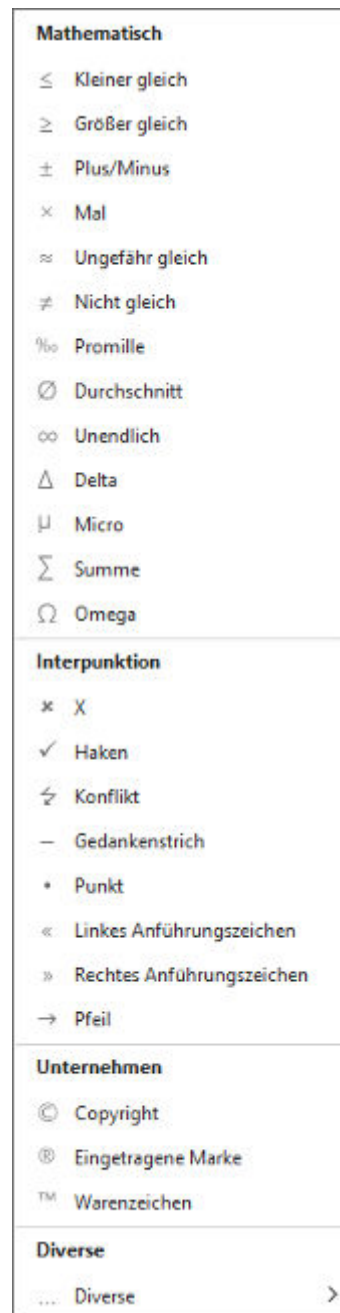 Mathematisch
≤ Kleiner gleich
≥ Größer gleich
± Plus/Minus
× Mal
≈ Ungefähr gleich
≠ Nicht gleich
‰ Promille
∅ Durchschnitt
∞ Unendlich
Δ Delta
µ Micro
∑ Summe
Ω Omega
Interpunktion
✖ X
✓ Haken
↯ Konflikt
– Gedankenstrich
• Punkt
« Linkes Anführungszeichen
» Rechtes Anführungszeichen
→ Pfeil
Unternehmen
© Copyright
® Eingetragene Marke
™ Warenzeichen
Diverse
… Diverse >